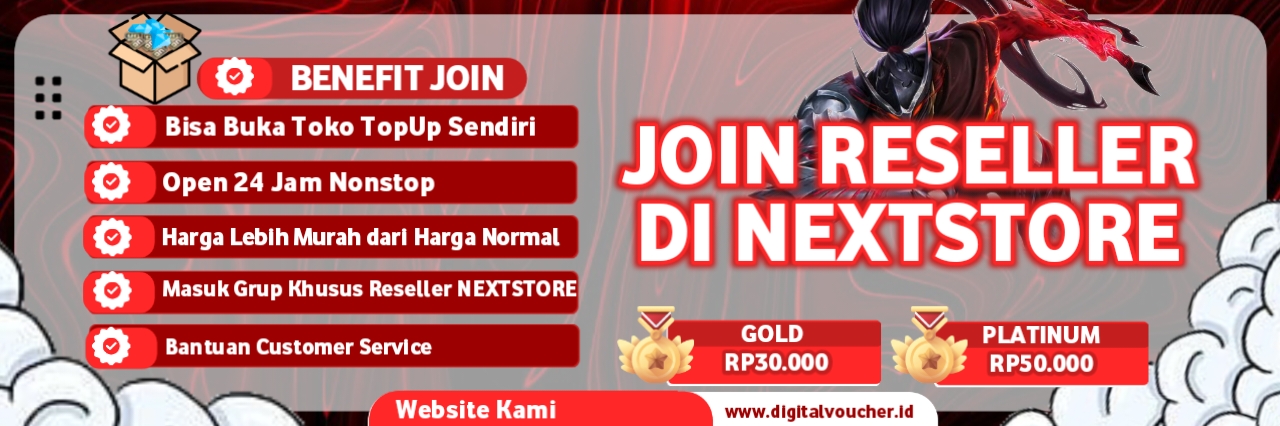 BENEFIT JOIN
Bisa Buka Toko TopUp Sendiri
Open 24 Jam Nonstop
Harga Lebih Murah dari Harga Normal
Masuk Grup Khusus Reseller NEXTSTORE
Bantuan Customer Service
JOIN RESELLER
DI NEXTSTORE
GOLD
RP30.000
PLATINUM
RP50.000
Website Kami
www.digitalvoucher.id